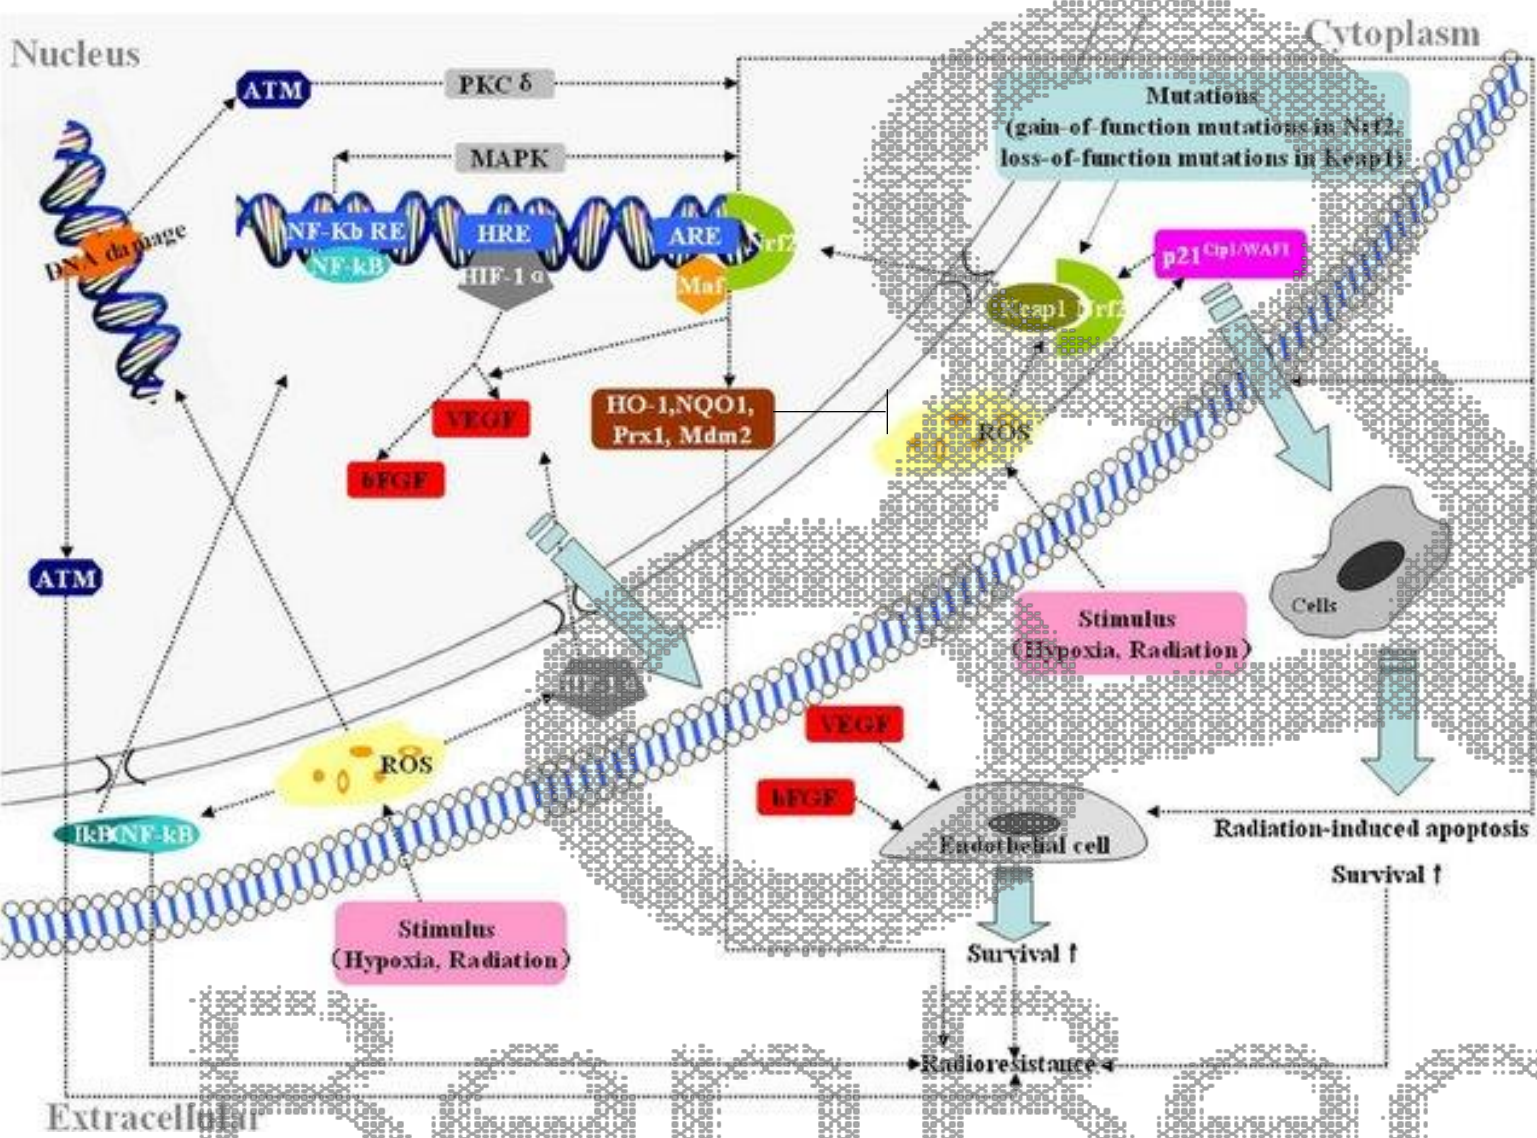 Nucleus
Cytoplasm
ATM
PKC δ
Mutations
(gain-of-function mutations in Nrf2,
loss-of-function mutations in Keap1)
MAPK
DNA damage
NF-Kb RE
HRE
ARE
Nrf2
NF-kB
HIF-1α
Maf
p21Cip1/WAF1
Keap1
Nrf2
VEGF
HO-1,NQO1,
Prx1, Mdm2
ROS
bFGF
ATM
Cells
Stimulus
(Hypoxia, Radiation)
VEGF
ROS
bFGF
IkB
NF-kB
Endothelial cell
Radiation-induced apoptosis
Survival ↑
Stimulus
(Hypoxia, Radiation)
Survival ↑
Radioresistance
Extracellular